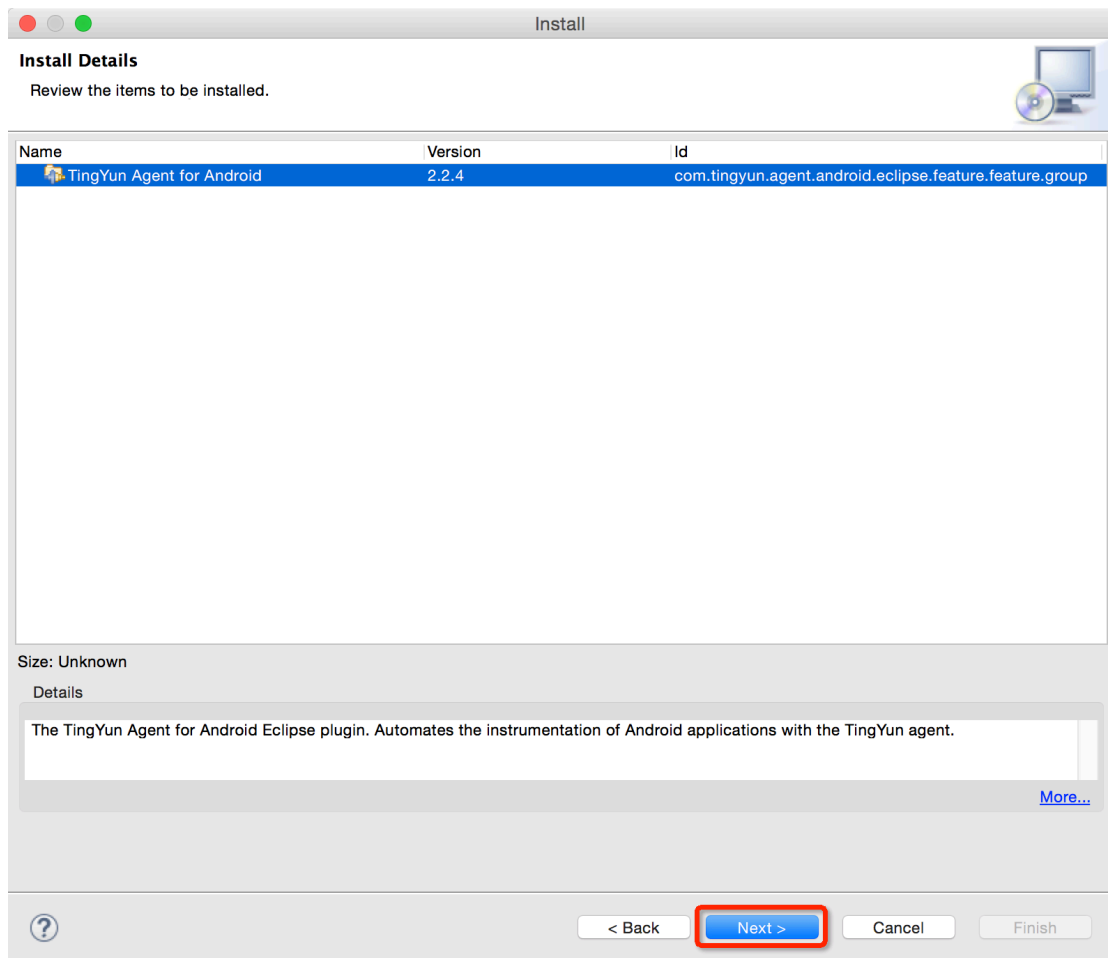 Install
Install Details
Review the items to be installed.
Name Version Id
TingYun Agent for Android 2.2.4 com.tingyun.agent.android.eclipse.feature.feature.group
Size: Unknown
Details
The TingYun Agent for Android Eclipse plugin. Automates the instrumentation of Android applications with the TingYun agent.
More...
? < Back Next > Cancel Finish